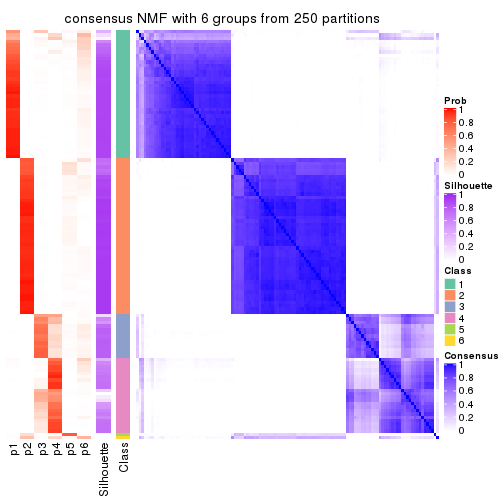 consensus NMF with 6 groups from 250 partitions
Prob
1
0.8
0.6
0.4
0.2
0
Silhouette
1
0.8
0.6
0.4
0.2
0
Class
1
2
3
4
5
6
Consensus
1
0.8
0.6
0.4
0.2
0
p1
p2
p3
p4
p5
p6
Silhouette
Class